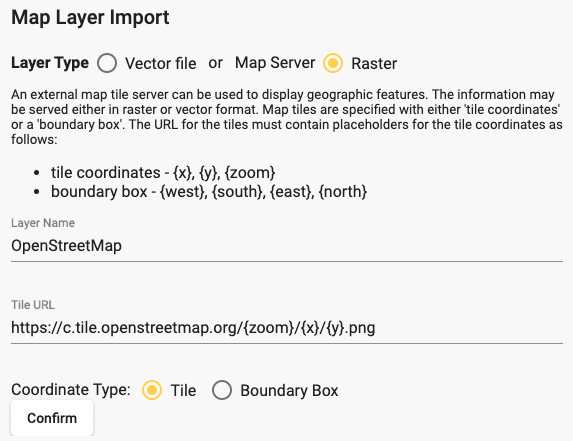 Map Layer Import
Layer Type Vector file or Map Server Raster
An external map tile server can be used to display geographic features. The information may
be served either in raster or vector format. Map tiles are specified with either 'tile coordinates'
or a 'boundary box'. The URL for the tiles must contain placeholders for the tile coordinates as
follows:
• tile coordinates - {x}, {y}, {zoom}
• boundary box - {west}, {south}, {east}, {north}
Layer Name
OpenStreetMap
Tile URL
https://c.tile.openstreetmap.org/{zoom}/{x}/{y}.png
Coordinate Type: Tile Boundary Box
Confirm